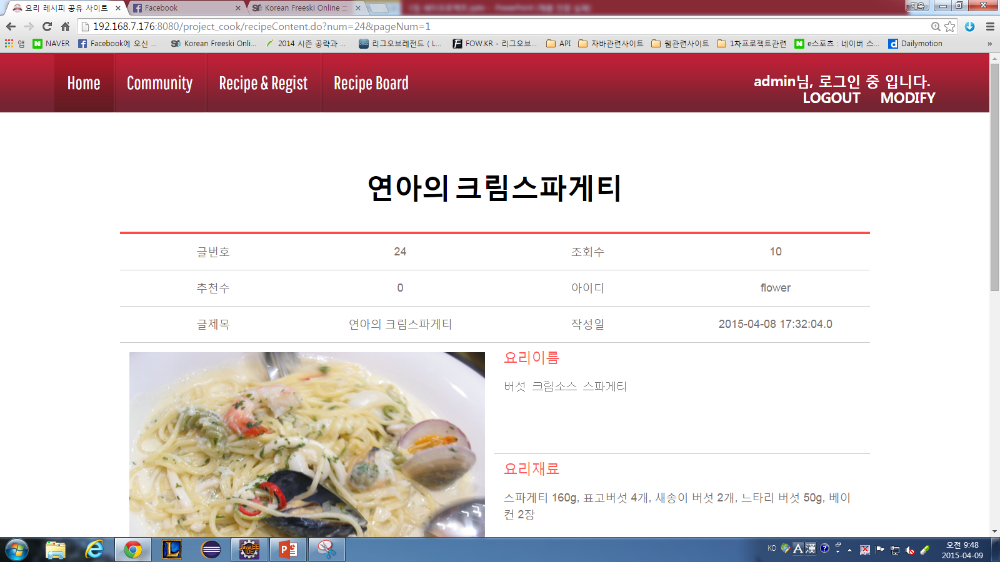 요리 레시피 공유 사이트
Facebook
Korean Freeski Online :::
재욱
192.168.7.176:8080/project_cook/recipeContent.do?num=24&pageNum=1
앱
NAVER
Facebook에 오신 ...
Korean Freeski Onli...
2014 시즌 공략과 ...
리그오브레전드 ( L...
FOW.KR - 리그오브...
API
자바관련사이트
웹관련사이트
1차프로젝트관련
e스포츠 : 네이버 스...
Dailymotion
»
Home
Community
Recipe & Regist
Recipe Board
admin님, 로그인 중 입니다.
LOGOUT MODIFY
연아의 크림스파게티
글번호 24 조회수 10
추천수 0 아이디 flower
글제목 연아의 크림스파게티 작성일 2015-04-08 17:32:04.0
요리이름
버섯 크림소스 스파게티
요리재료
스파게티 160g, 표고버섯 4개, 새송이 버섯 2개, 느타리 버섯 50g, 베이
컨 2장
Java EE
IDE
KO
A 漢
오전 9:48
2015-04-09